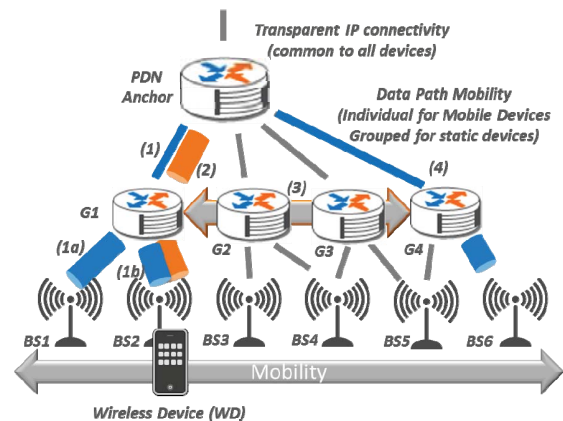 Transparent IP connectivity
(common to all devices)
PDN
Anchor
Data Path Mobility
(Individual for Mobile Devices
Grouped for static devices)
(1)
(2)
(3)
(4)
G1
G2
G3
G4
(1a)
(1b)
BS1
BS2
BS3
BS4
BS5
BS6
Mobility
Wireless Device (WD)